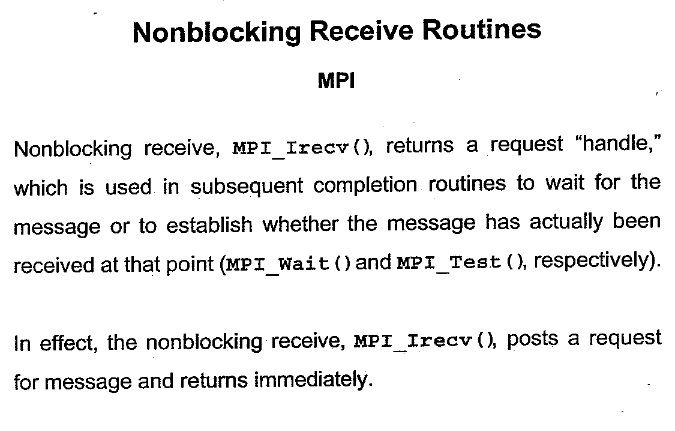 Nonblocking Receive Routines
MPI
Nonblocking receive, MPI_Irecv(), returns a request “handle,”
which is used in subsequent completion routines to wait for the
message or to establish whether the message has actually been
received at that point (MPI_Wait() and MPI_Test(), respectively).
In effect, the nonblocking receive, MPI_Irecv(), posts a request
for message and returns immediately.